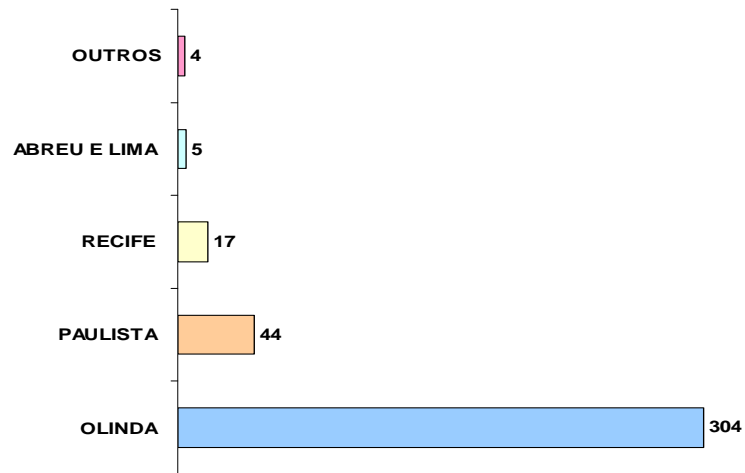 OUTROS 4
ABREU E LIMA 5
RECIFE 17
PAULISTA 44
OLINDA 304